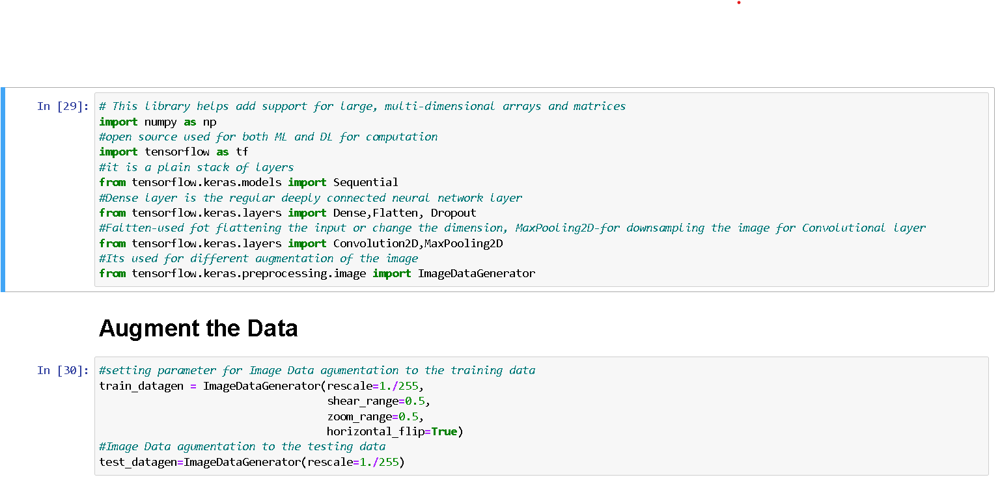 In [29]: # This library helps add support for large, multi-dimensional arrays and matrices
import numpy as np
#open source used for both ML and DL for computation
import tensorflow as tf
#it is a plain stack of layers
from tensorflow.keras.models import Sequential
#Dense layer is the regular deeply connected neural network layer
from tensorflow.keras.layers import Dense,Flatten, Dropout
#Faltten-used fot flattening the input or change the dimension, MaxPooling2D-for downsampling the image for Convolutional layer
from tensorflow.keras.layers import Convolution2D,MaxPooling2D
#Its used for different augmentation of the image
from tensorflow.keras.preprocessing.image import ImageDataGenerator
Augment the Data
In [30]: #setting parameter for Image Data agumentation to the training data
train_datagen = ImageDataGenerator(rescale=1./255,
shear_range=0.5,
zoom_range=0.5,
horizontal_flip=True)
#Image Data agumentation to the testing data
test_datagen=ImageDataGenerator(rescale=1./255)